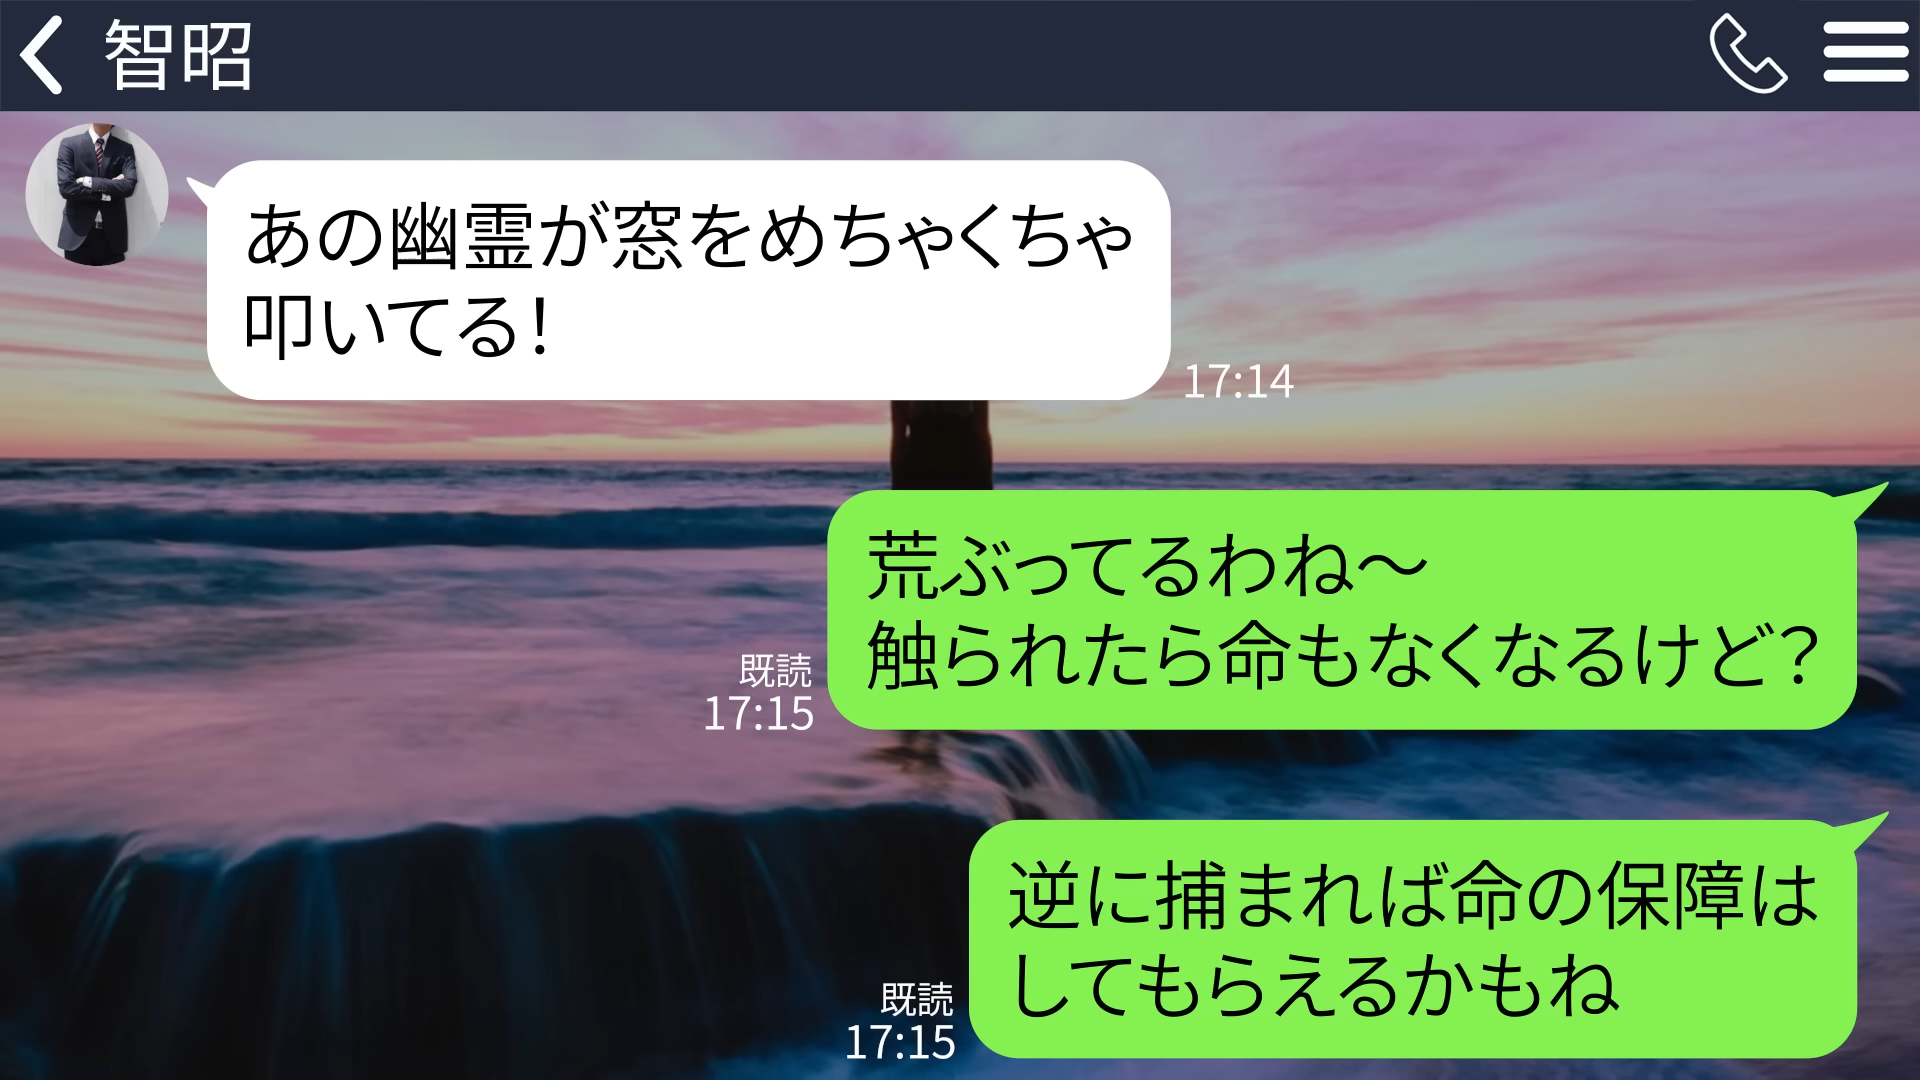 智昭
あの幽霊が窓をめちゃくちゃ
叩いてる！
17:14
荒ぶってるわね～
触られたら命もなくなるけど？
既読
17:15
逆に捕まれば命の保障は
してもらえるかもね
既読
17:15